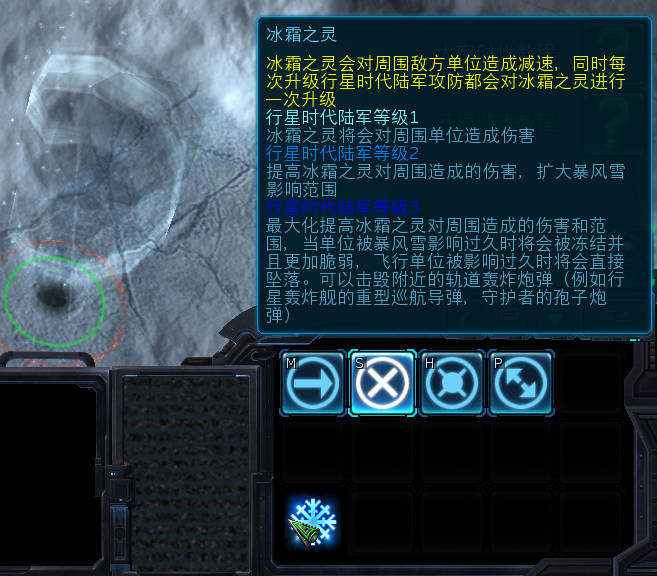 冰霜之灵
冰霜之灵会对周围敌方单位造成减速，同时每
次升级行星时代陆军攻防都会对冰霜之灵进行
一次升级
行星时代陆军等级1
冰霜之灵将会对周围单位造成伤害
行星时代陆军等级2
提高冰霜之灵对周围造成的伤害，扩大暴风雪
影响范围
行星时代陆军等级3
最大化提高冰霜之灵对周围造成的伤害和范
围，当单位被暴风雪影响过久时将会被冻结并
且更加脆弱，飞行单位被影响过久时将会直接
坠落。可以击毁附近的轨道轰炸炮弹（例如行
星轰炸舰的重型巡航导弹，守护者的孢子炮
弹）
M S H P